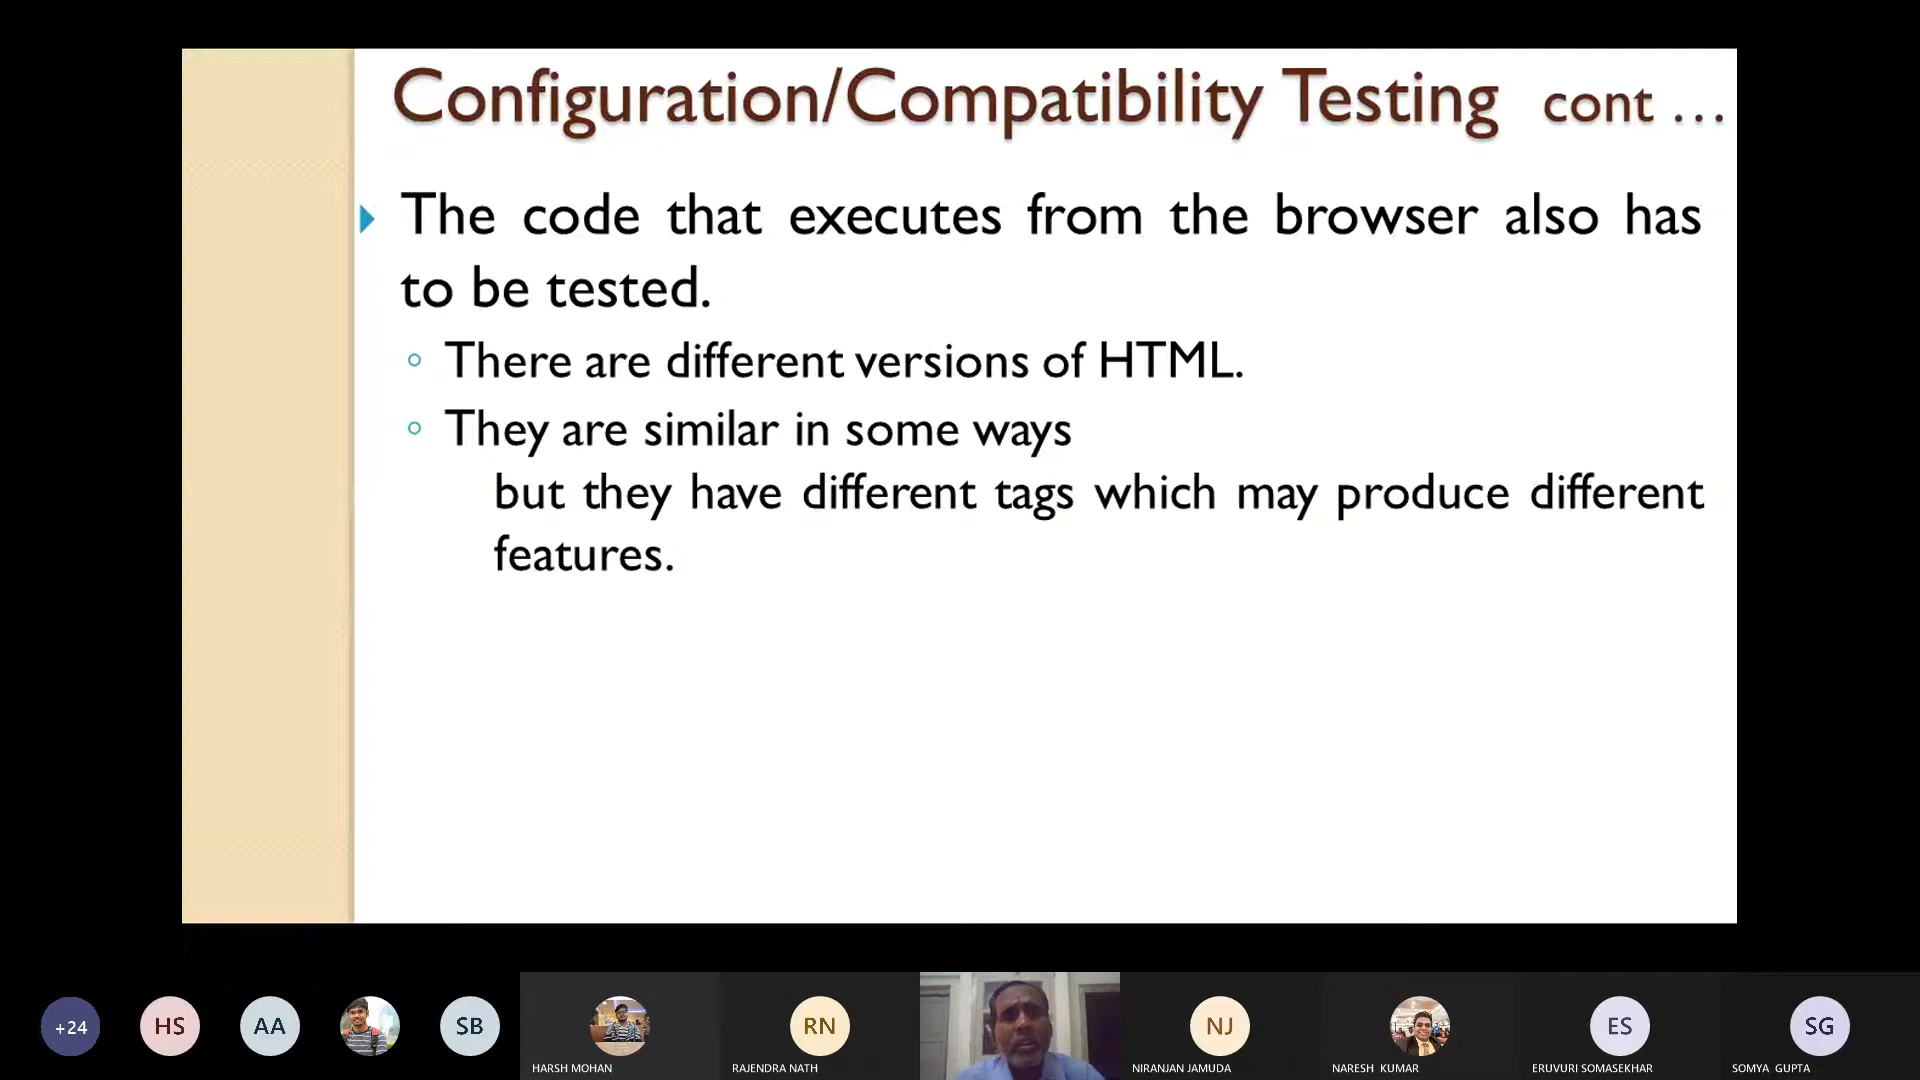 Configuration/Compatibility Testing cont ...
The code that executes from the browser also has
to be tested.
There are different versions of HTML.
They are similar in some ways
but they have different tags which may produce different
features.
+24
HS
AA
SB
RN
NJ
ES
SG
HARSH MOHAN
RAJENDRA NATH
NIRANJAN JAMUDA
NARESH KUMAR
ERUVURI SOMASEKHAR
SOMYA GUPTA